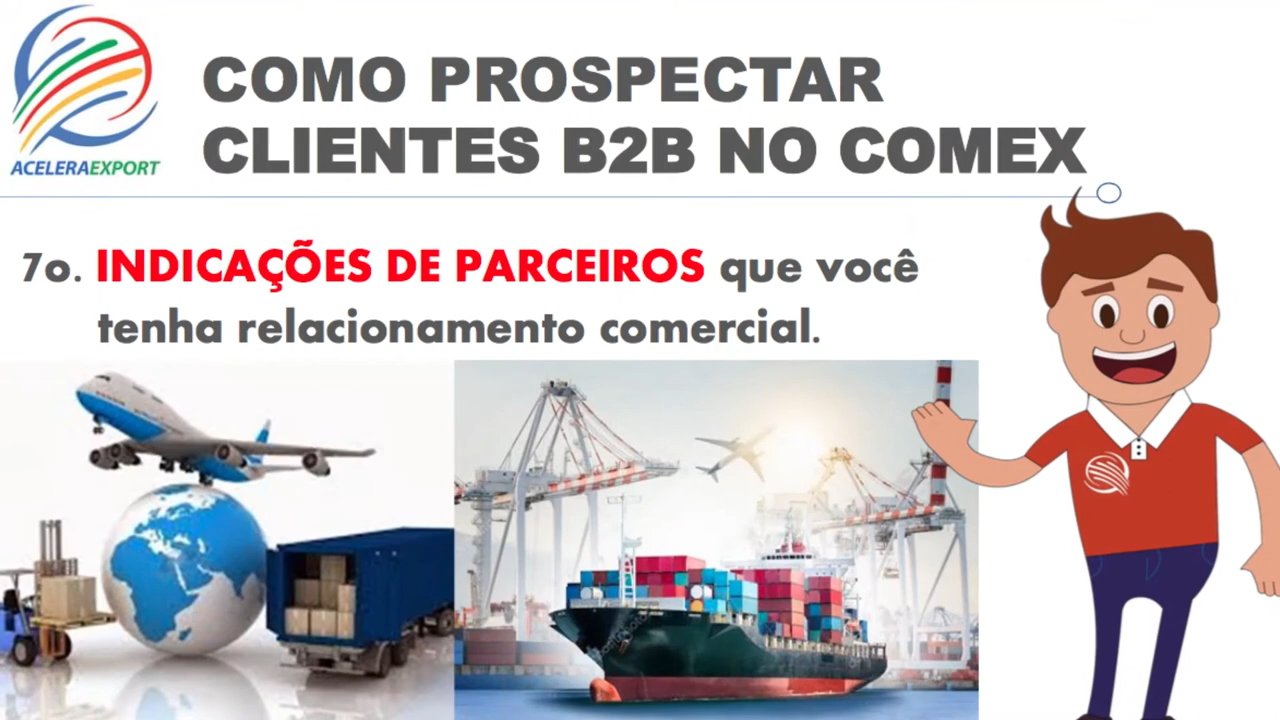 ACELERAEXPORT
COMO PROSPECTAR
CLIENTES B2B NO COMEX
7o. INDICAÇÕES DE PARCEIROS que você
tenha relacionamento comercial.